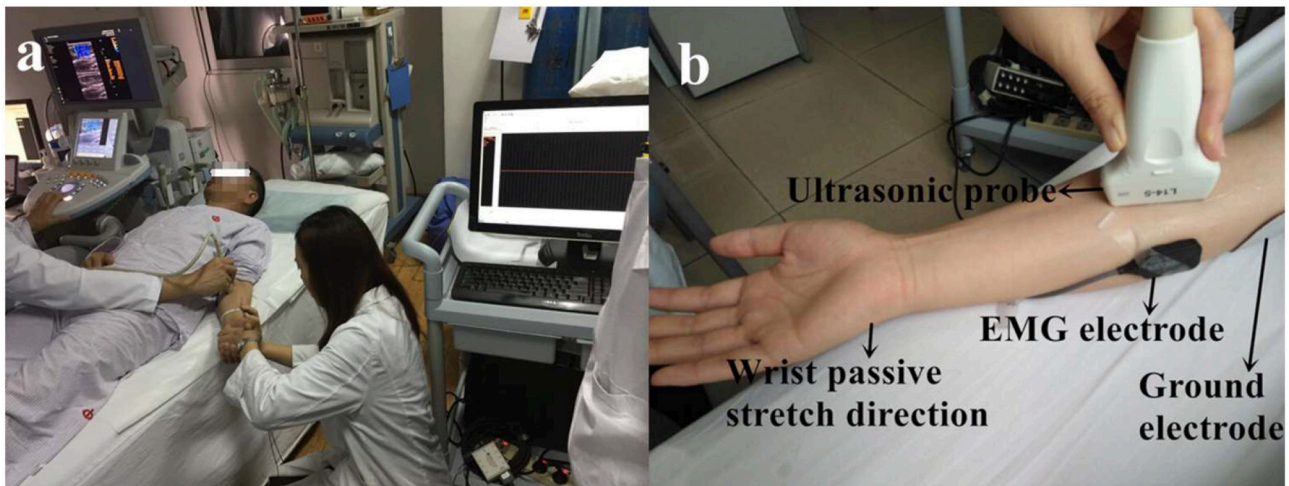 a
b
Ultrasonic probe
L14-5
EMG electrode
Wrist passive
stretch direction
Ground
electrode